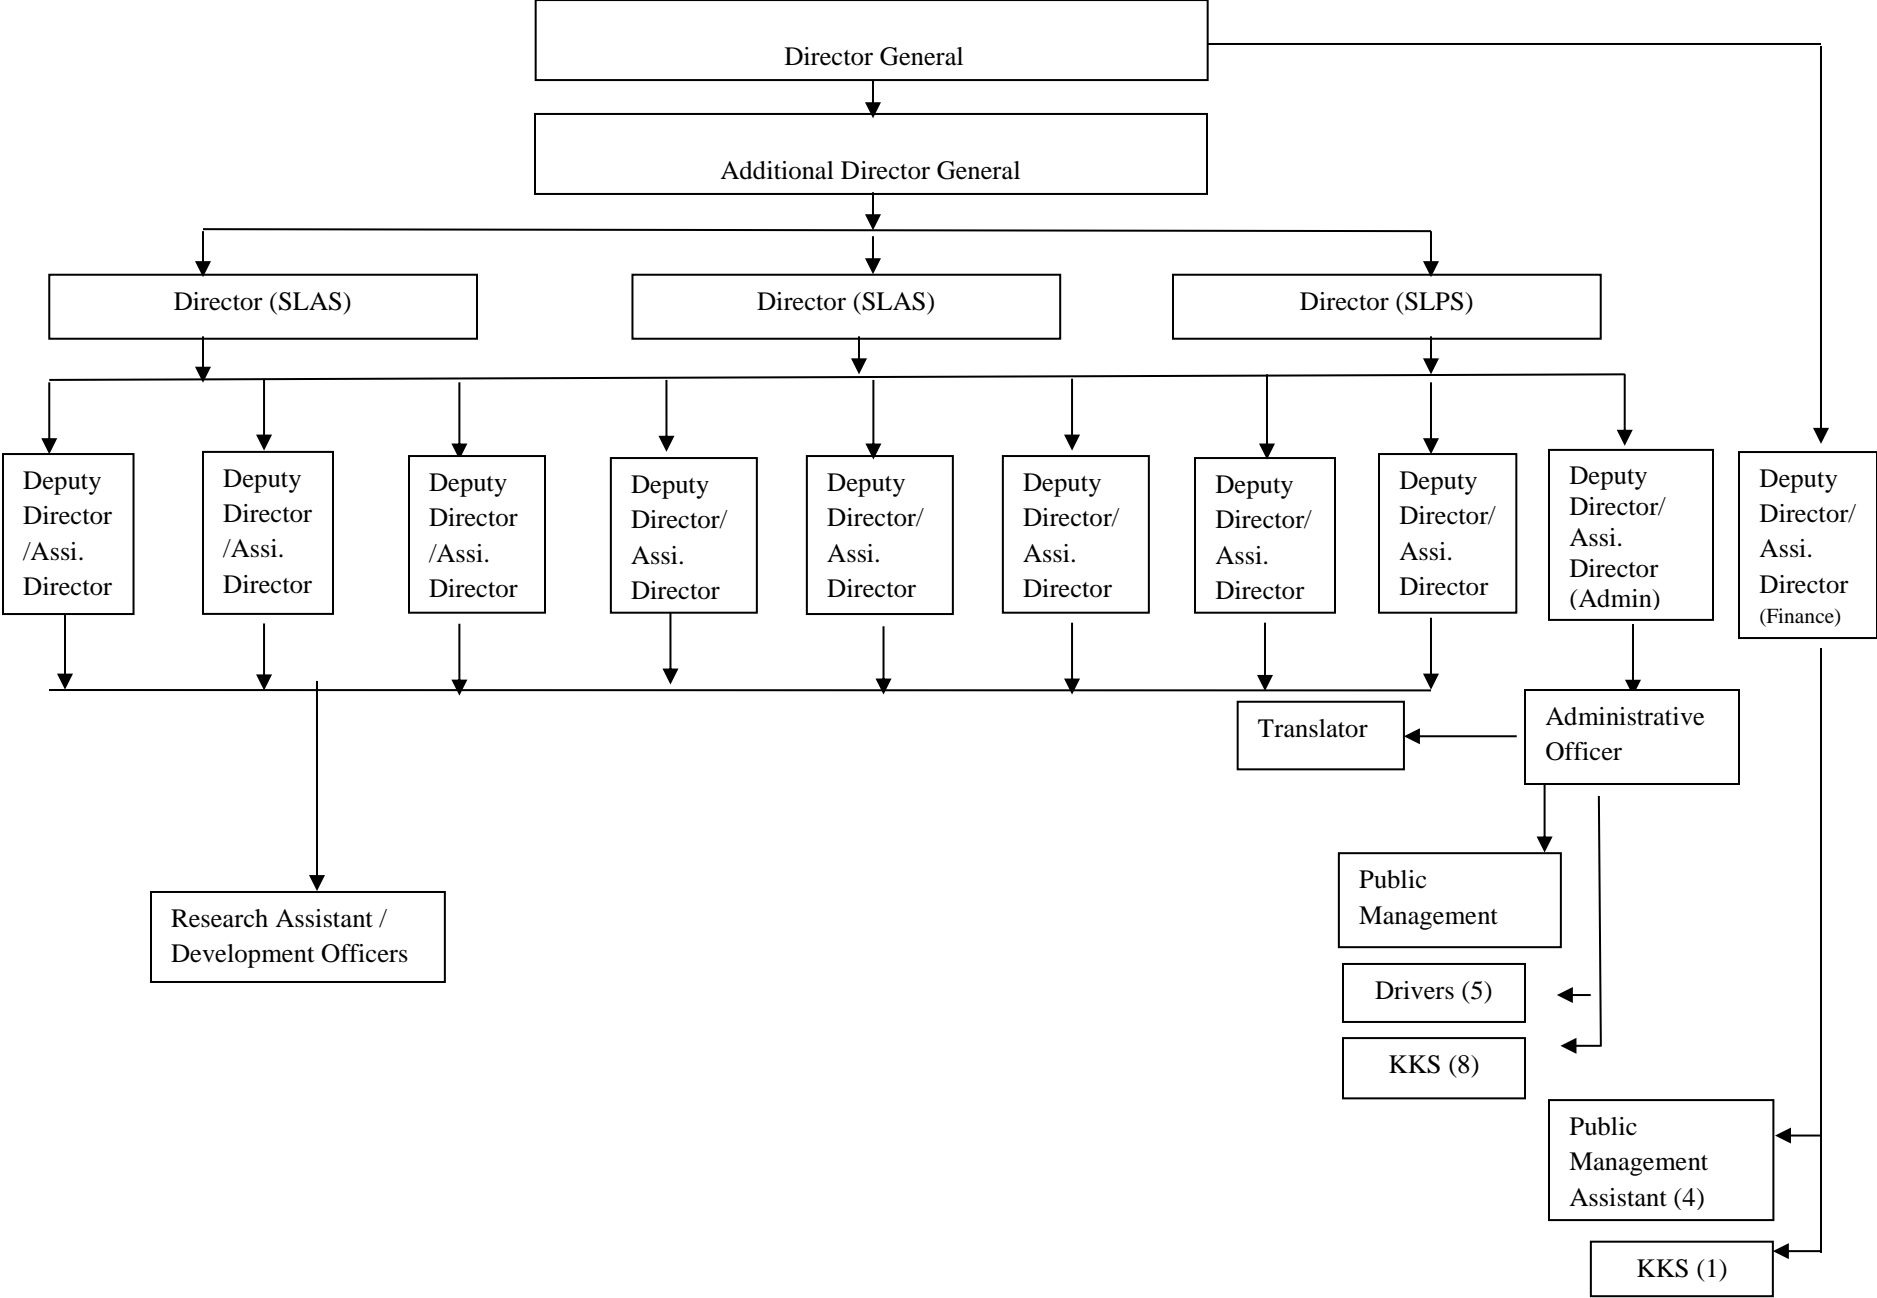 Director General
Additional Director General
Director (SLAS)
Director (SLAS)
Director (SLPS)
Deputy
Director
/Assi.
Director
Deputy
Director
/Assi.
Director
Deputy
Director
/Assi.
Director
Deputy
Director/
Assi.
Director
Deputy
Director/
Assi.
Director
Deputy
Director/
Assi.
Director
Deputy
Director/
Assi.
Director
Deputy
Director/
Assi.
Director
Deputy
Director/
Assi.
Director
(Admin)
Deputy
Director/
Assi.
Director
(Finance)
Translator
Administrative
Officer
Public
Management
Research Assistant /
Development Officers
Drivers (5)
KKS (8)
Public
Management
Assistant (4)
KKS (1)